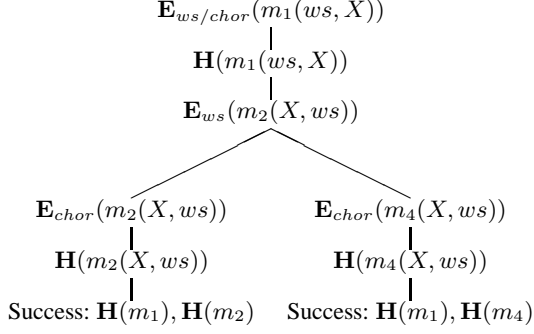 E_{ws/chor}(m_1(ws, X))
H(m_1(ws, X))
E_{ws}(m_2(X, ws))
E_{chor}(m_2(X, ws)) E_{chor}(m_4(X, ws))
H(m_2(X, ws)) H(m_4(X, ws))
Success: H(m_1), H(m_2) Success: H(m_1), H(m_4)